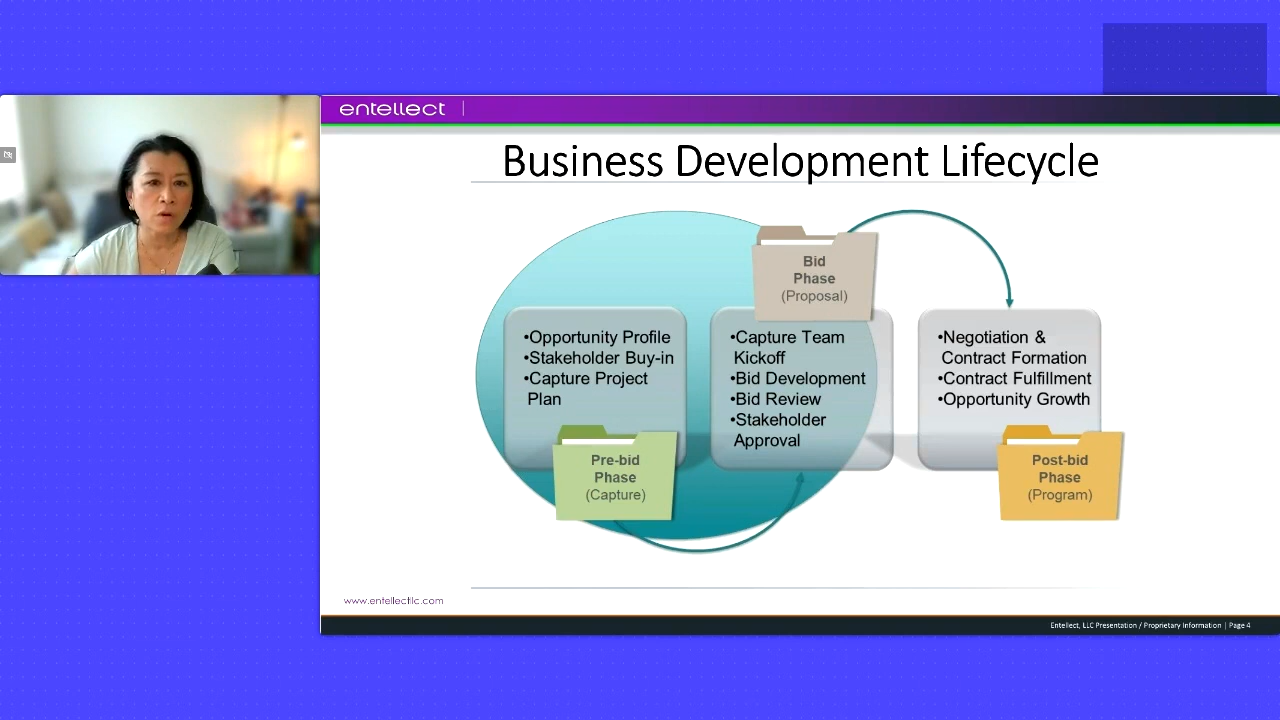 entellect
Business Development Lifecycle
Bid
Phase
(Proposal)
•Opportunity Profile
•Stakeholder Buy-in
•Capture Project
Plan
•Capture Team
Kickoff
•Bid Development
•Bid Review
•Stakeholder
Approval
•Negotiation &
Contract Formation
•Contract Fulfillment
•Opportunity Growth
Pre-bid
Phase
(Capture)
Post-bid
Phase
(Program)
www.entellectllc.com
Entellect, LLC Presentation / Proprietary Information | Page 4